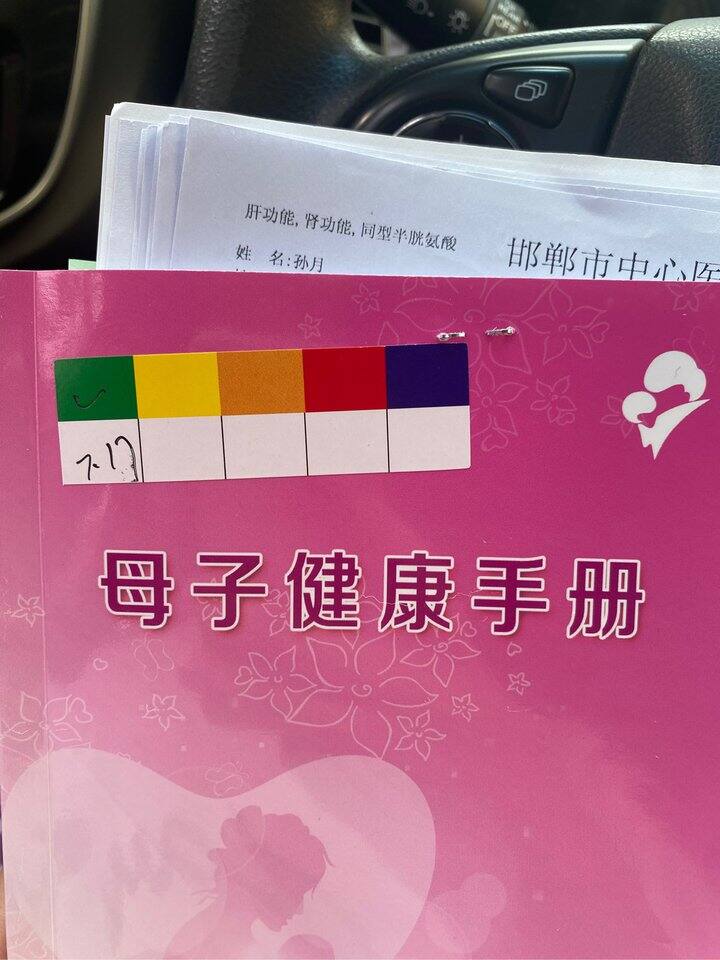 肝功能,肾功能,同型半胱氨酸
姓 名:孙月
邯郸市中心医
7.17
母子健康手册